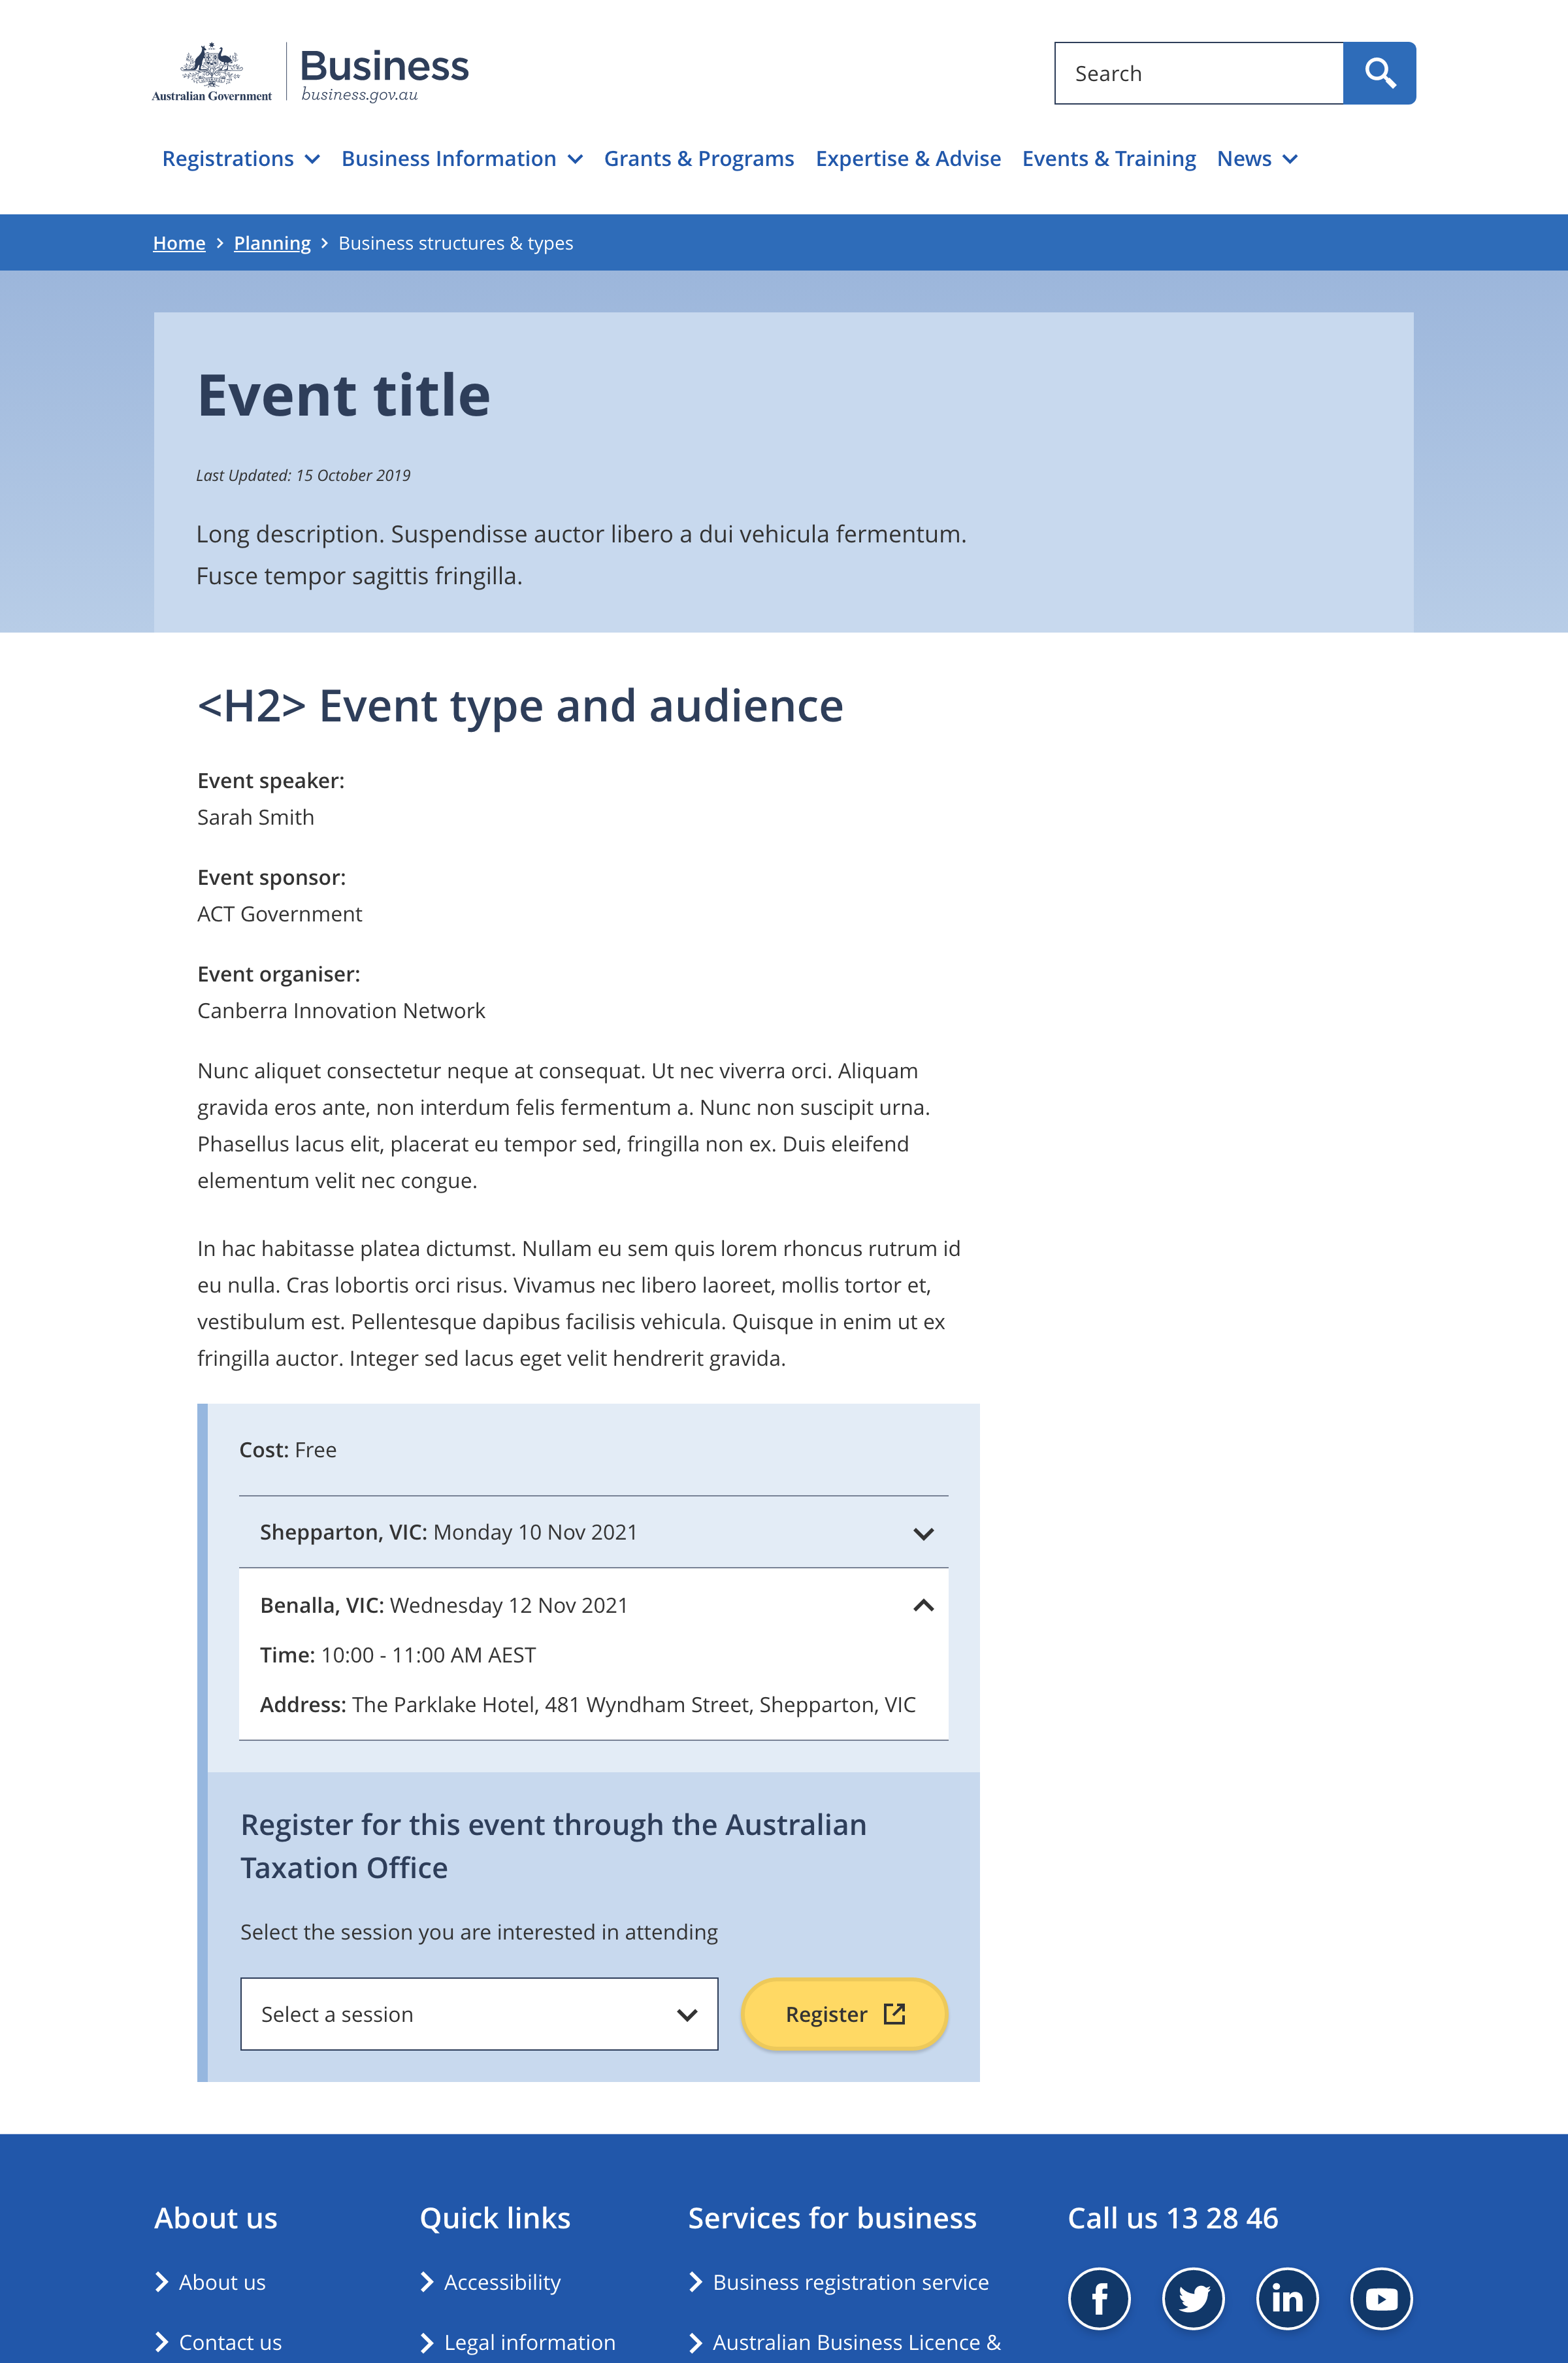 Australian Government
Business
business.gov.au
Search
Registrations Business Information Grants & Programs Expertise & Advise Events & Training News
Home > Planning > Business structures & types
Event title
Last Updated: 15 October 2019
Long description. Suspendisse auctor libero a dui vehicula fermentum.
Fusce tempor sagittis fringilla.
<H2> Event type and audience
Event speaker:
Sarah Smith
Event sponsor:
ACT Government
Event organiser:
Canberra Innovation Network
Nunc aliquet consectetur neque at consequat. Ut nec viverra orci. Aliquam
gravida eros ante, non interdum felis fermentum a. Nunc non suscipit urna.
Phasellus lacus elit, placerat eu tempor sed, fringilla non ex. Duis eleifend
elementum velit nec congue.
In hac habitasse platea dictumst. Nullam eu sem quis lorem rhoncus rutrum id
eu nulla. Cras lobortis orci risus. Vivamus nec libero laoreet, mollis tortor et,
vestibulum est. Pellentesque dapibus facilisis vehicula. Quisque in enim ut ex
fringilla auctor. Integer sed lacus eget velit hendrerit gravida.
Cost: Free
Shepparton, VIC: Monday 10 Nov 2021
Benalla, VIC: Wednesday 12 Nov 2021
Time: 10:00 - 11:00 AM AEST
Address: The Parklake Hotel, 481 Wyndham Street, Shepparton, VIC
Register for this event through the Australian
Taxation Office
Select the session you are interested in attending
Select a session
Register
About us
About us
Contact us
Quick links
Accessibility
Legal information
Services for business
Business registration service
Australian Business Licence &
Call us 13 28 46